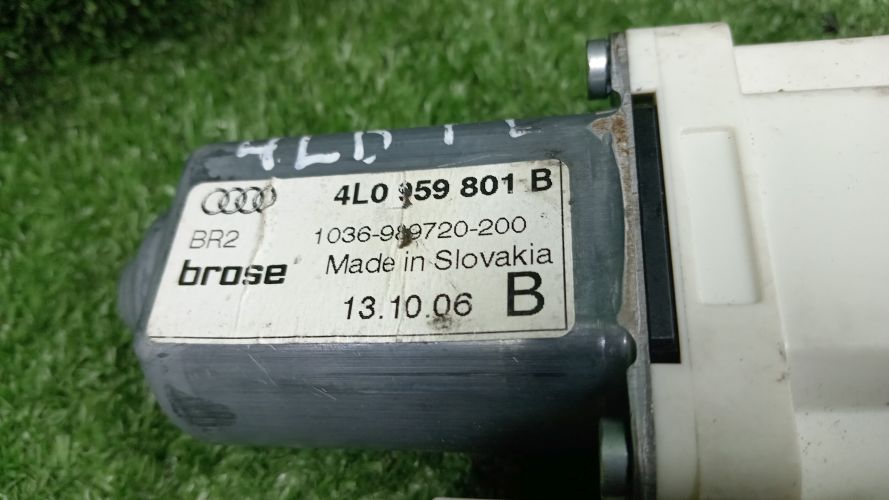 4L0 959 801 B
BR2
1036-989720-200
brose
Made in Slovakia
13.10.06 B